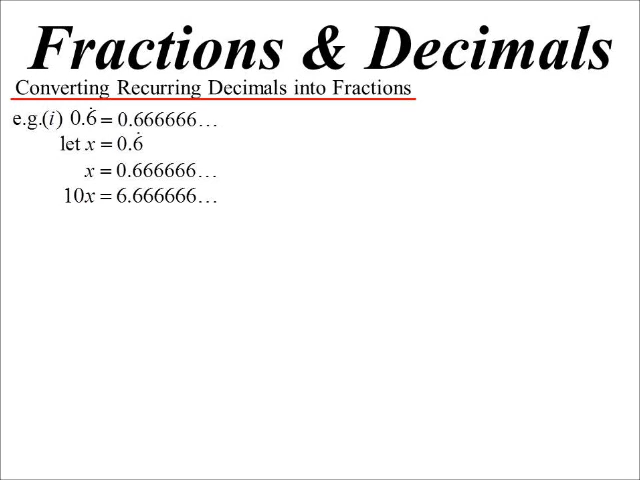 Fractions & Decimals
Converting Recurring Decimals into Fractions
e.g.(i) 0.6̇ = 0.666666…
let x = 0.6̇
x = 0.666666…
10x = 6.666666…